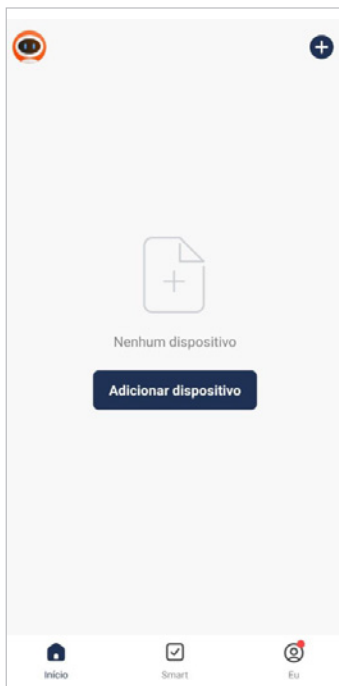 Nenhum dispositivo
Adicionar dispositivo
Início
Smart
Eu